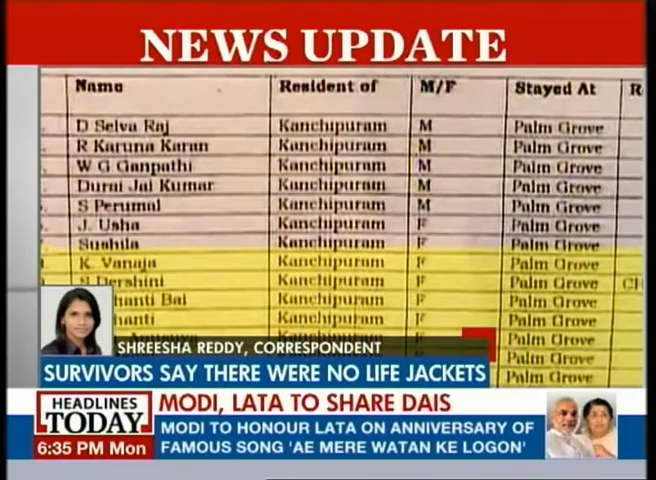 NEWS UPDATE
Name Resident of M/F Stayed At R
D Selva Raj Kanchipuram M Palm Grove
R Karuna Karan Kanchipuram M Palm Grove
W G Ganpathi Kanchipuram M Palm Grove
Durai Jai Kumar Kanchipuram M Palm Grove
S Perumal Kanchipuram M Palm Grove
J. Usha Kanchipuram F Palm Grove
Sushila Kanchipuram F Palm Grove
K. Vanaja Kanchipuram F Palm Grove
Dershini Kanchipuram F Palm Grove
hanti Bai Kanchipuram F Palm Grove
anti Kanchipuram F Palm Grove
Palm Grove
Palm Grove
SHREESHA REDDY, CORRESPONDENT
SURVIVORS SAY THERE WERE NO LIFE JACKETS
HEADLINES
TODAY
6:35 PM Mon
MODI, LATA TO SHARE DAIS
MODI TO HONOUR LATA ON ANNIVERSARY OF
FAMOUS SONG 'AE MERE WATAN KE LOGON'